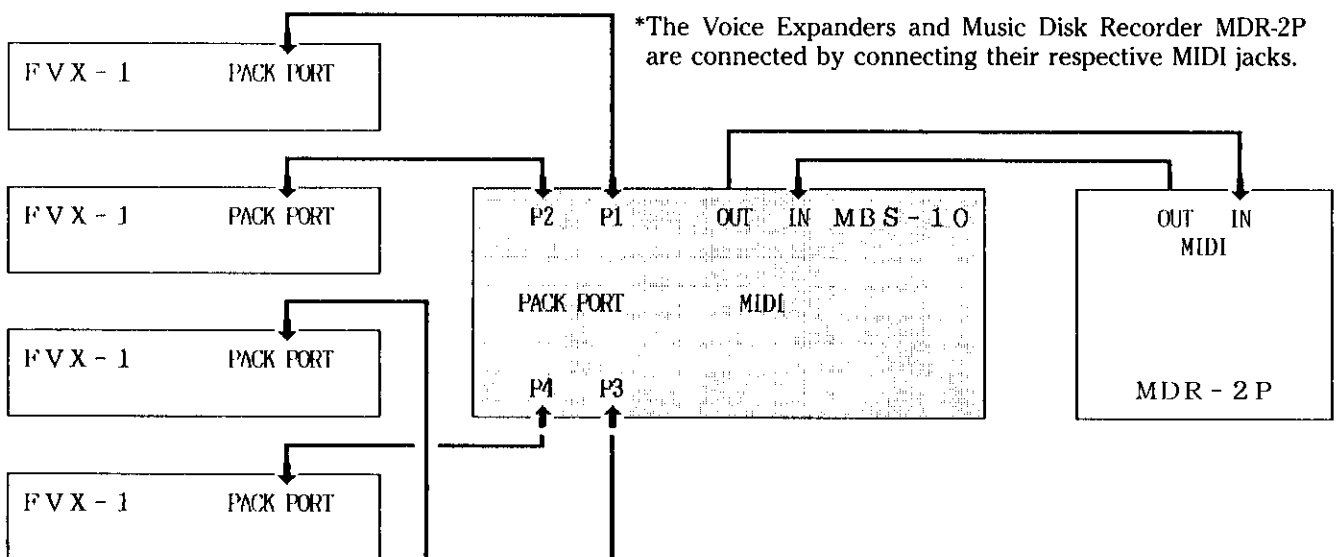 *The Voice Expanders and Music Disk Recorder MDR-2P
are connected by connecting their respective MIDI jacks.
FVX-1 PACK PORT
FVX-1 PACK PORT
P2 P1 OUT IN MBS-10
OUT IN
MIDI
PACK PORT MIDI
FVX-1 PACK PORT
P4 P3
MDR-2P
FVX-1 PACK PORT